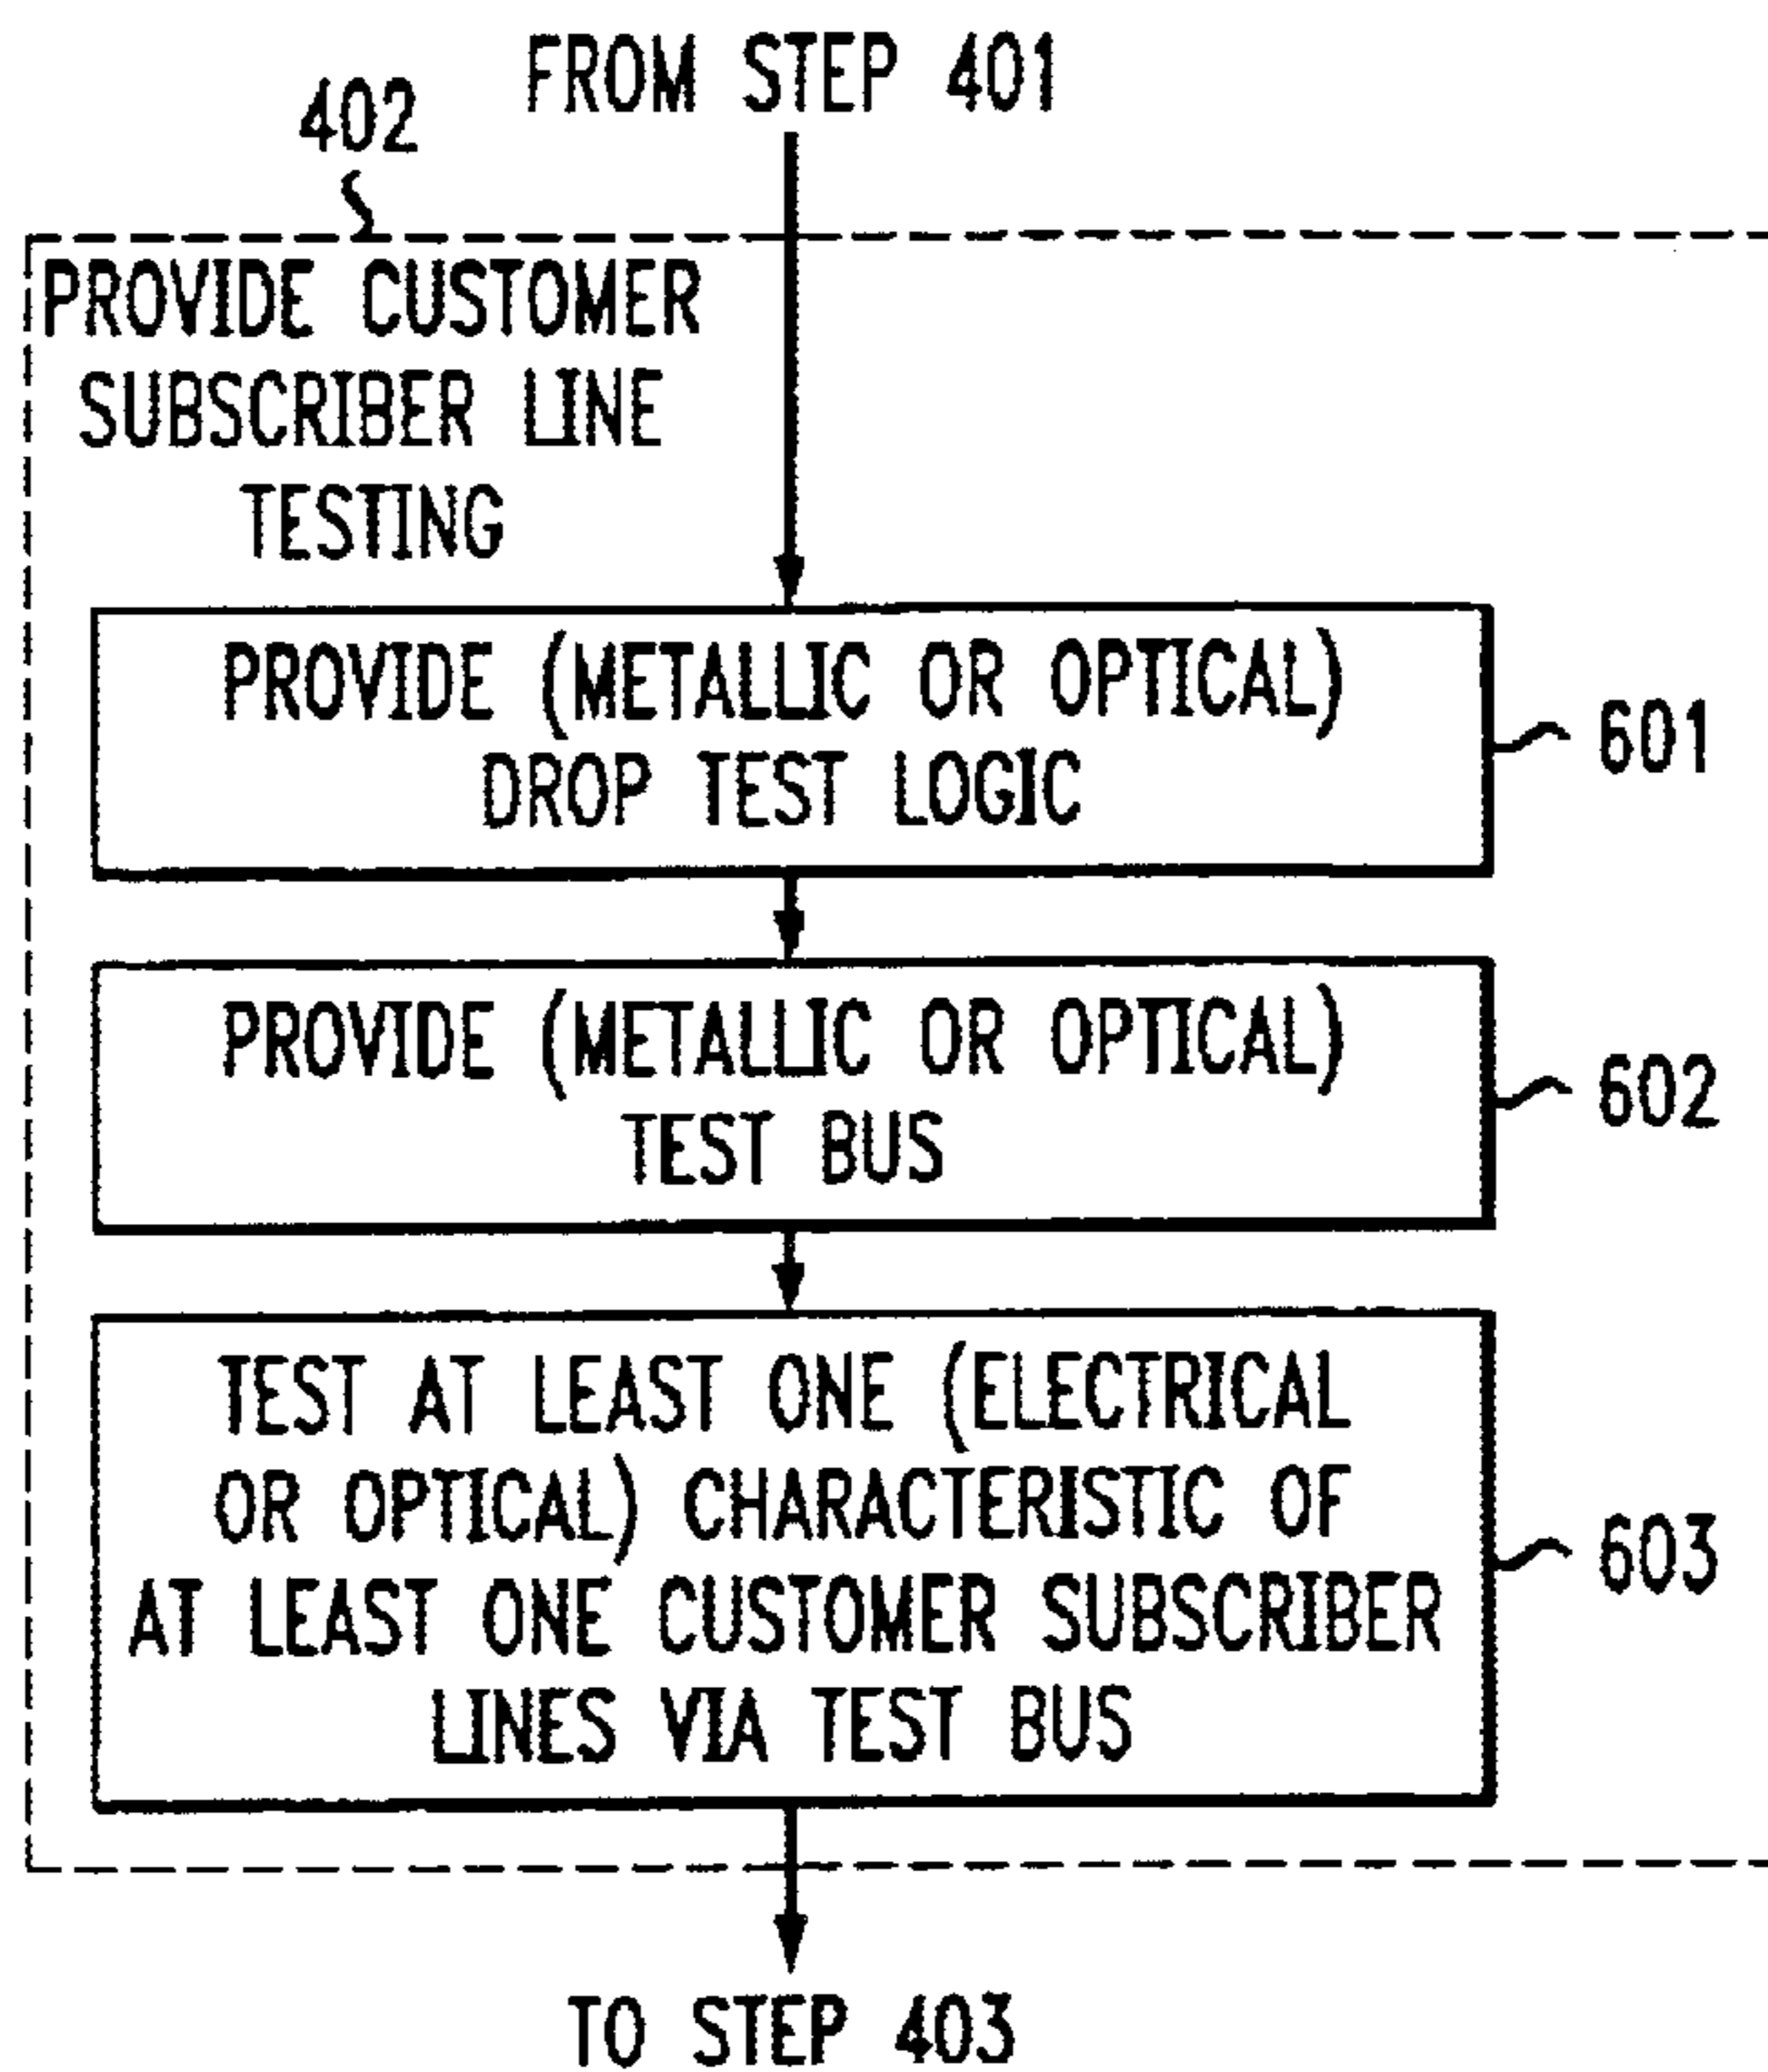 FROM STEP 401
402
PROVIDE CUSTOMER
SUBSCRIBER LINE
TESTING
PROVIDE (METALLIC OR OPTICAL)
DROP TEST LOGIC
601
PROVIDE (METALLIC OR OPTICAL)
TEST BUS
602
TEST AT LEAST ONE (ELECTRICAL
OR OPTICAL) CHARACTERISTIC OF
AT LEAST ONE CUSTOMER SUBSCRIBER
LINES VIA TEST BUS
603
TO STEP 403